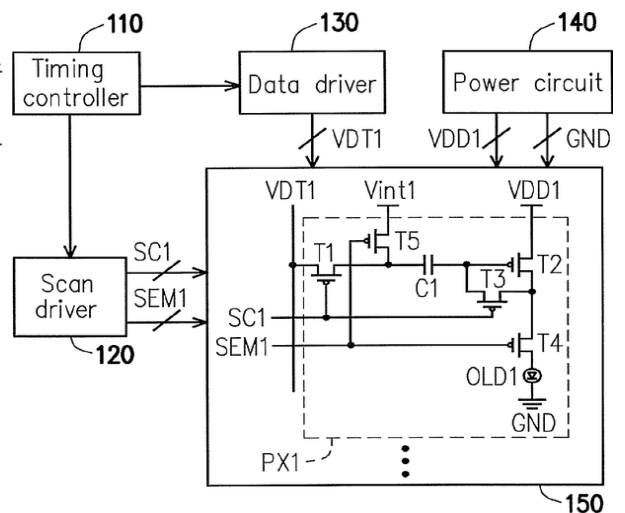 110
130
140
Timing
controller
Data driver
Power circuit
VDT1
VDD1
GND
VDT1
Vint1
VDD1
T5
T1
C1
T2
T3
SC1
Scan
driver
SEM1
SC1
SEM1
T4
OLD1
GND
120
PX1
150